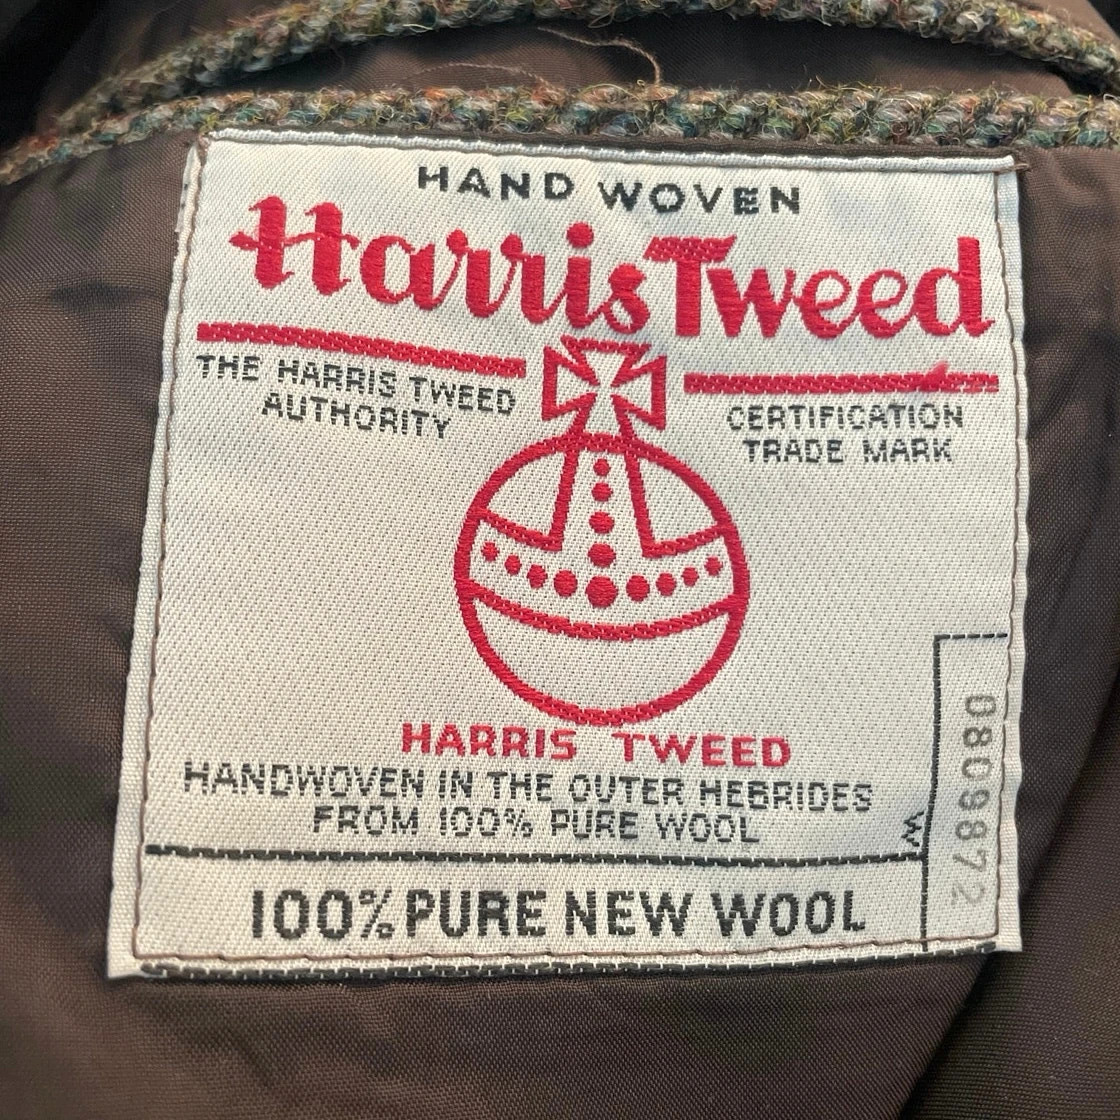 HAND WOVEN
Harris Tweed
THE HARRIS TWEED
AUTHORITY
CERTIFICATION
TRADE MARK
HARRIS TWEED
HANDWOVEN IN THE OUTER HEBRIDES
FROM 100% PURE WOOL
W
100% PURE NEW WOOL
0809872